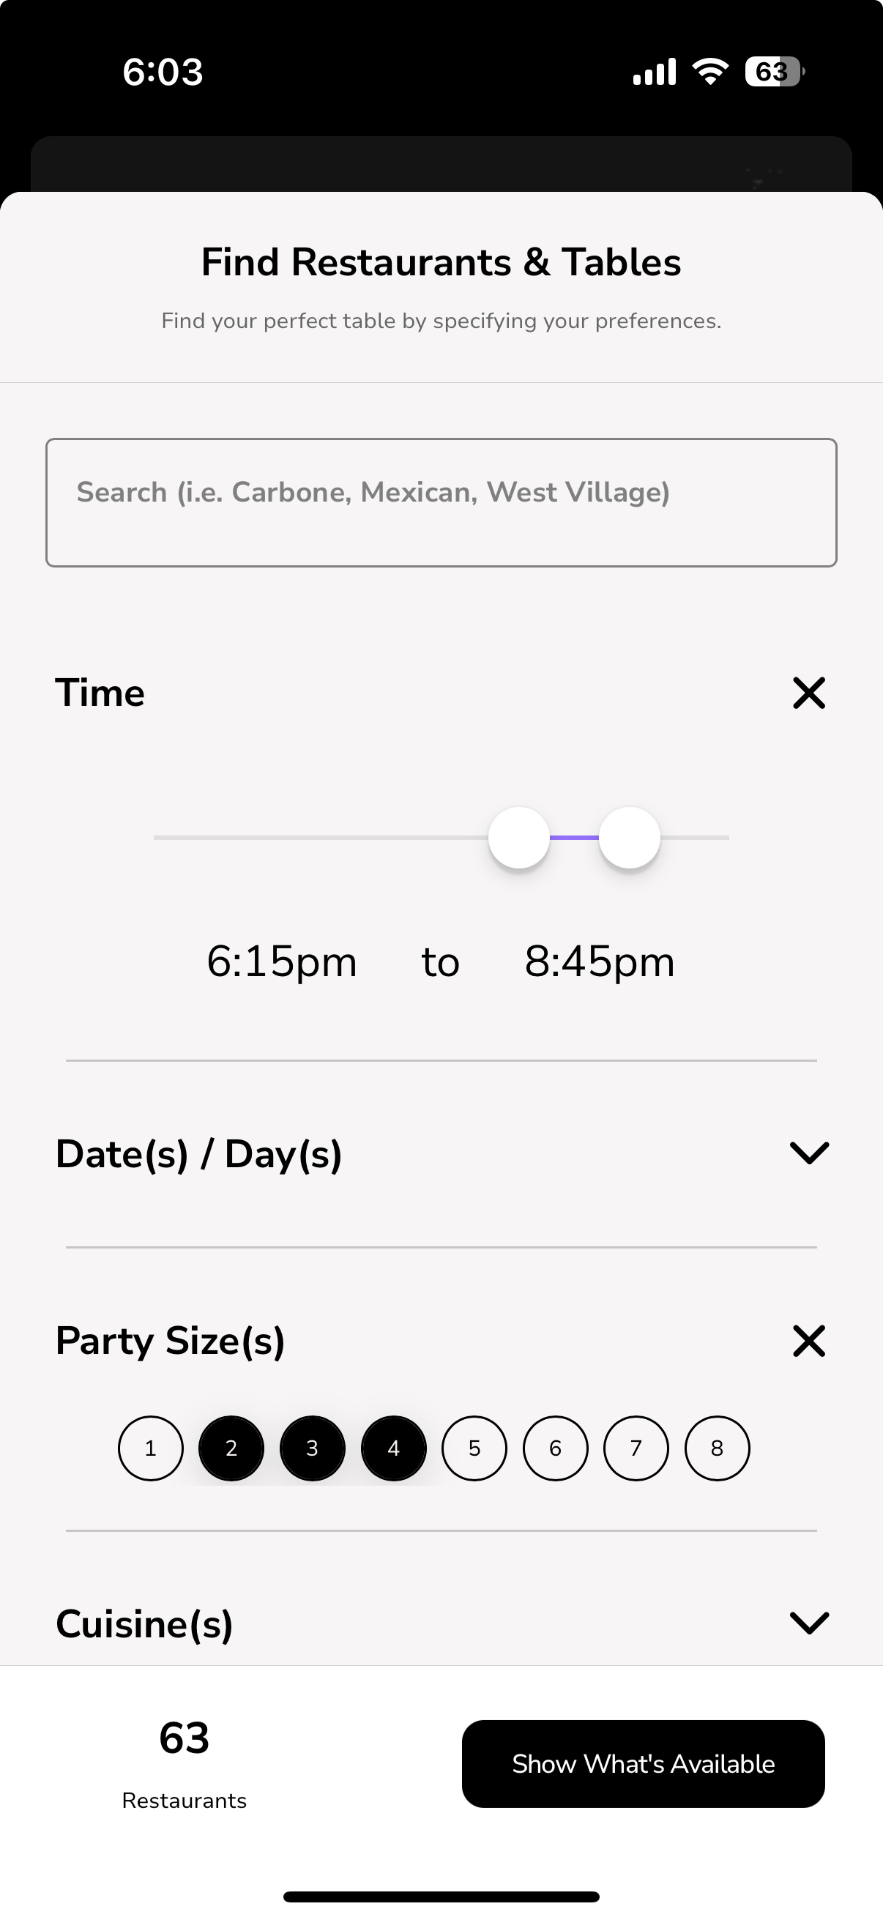 6:03
63
Find Restaurants & Tables
Find your perfect table by specifying your preferences.
Search (i.e. Carbone, Mexican, West Village)
Time
6:15pm to 8:45pm
Date(s) / Day(s)
Party Size(s)
1 2 3 4 5 6 7 8
Cuisine(s)
63
Restaurants
Show What's Available